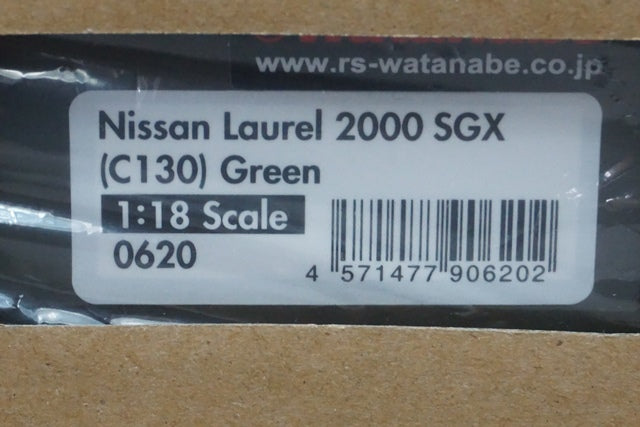 www.rs-watanabe.co.jp
Nissan Laurel 2000 SGX
(C130) Green
1:18 Scale
0620
4 571477 906202